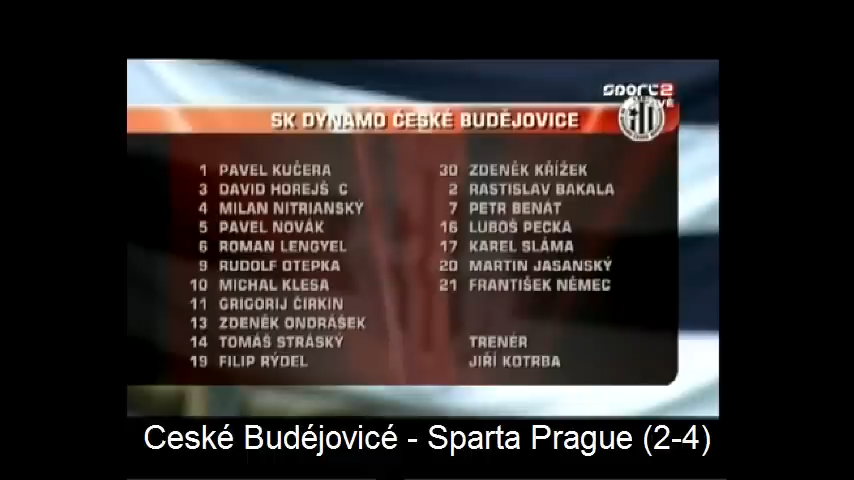 sport2
LIVE
SK DYNAMO ČESKÉ BUDĚJOVICE
1 PAVEL KUČERA
3 DAVID HOREJŠ C
4 MILAN NITRIANSKÝ
5 PAVEL NOVÁK
6 ROMAN LENGYEL
9 RUDOLF OTEPKA
10 MICHAL KLESA
11 GRIGORIJ ČIRKIN
13 ZDENĚK ONDRÁŠEK
14 TOMÁŠ STRÁSKÝ
19 FILIP RÝDEL
30 ZDENĚK KŘÍŽEK
2 RASTISLAV BAKALA
7 PETR BENÁT
16 LUBOŠ PECKA
17 KAREL SLÁMA
20 MARTIN JASANSKÝ
21 FRANTIŠEK NĚMEC
TRENÉR
JIŘÍ KOTRBA
Ceské Budéjovicé - Sparta Prague (2-4)